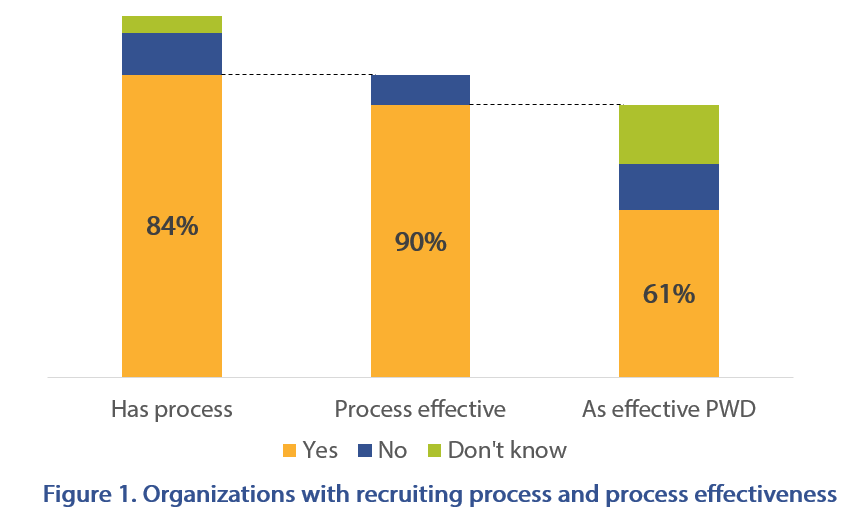 84%
90%
61%
Has process
Process effective
As effective PWD
Yes
No
Don't know
Figure 1. Organizations with recruiting process and process effectiveness